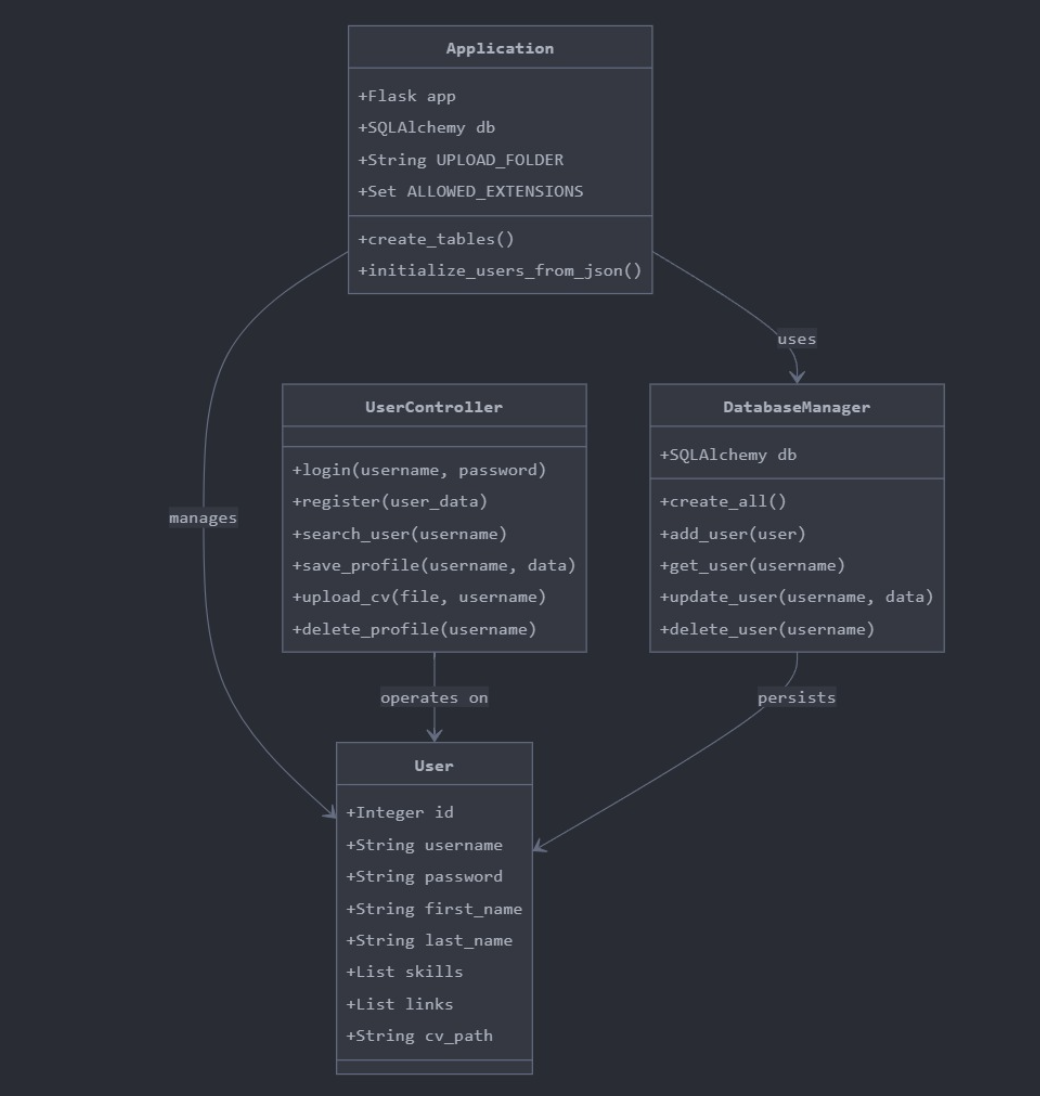 Application
+Flask app
+SQLAlchemy db
+String UPLOAD_FOLDER
+Set ALLOWED_EXTENSIONS
+create_tables()
+initialize_users_from_json()
uses
manages
UserController
+login(username, password)
+register(user_data)
+search_user(username)
+save_profile(username, data)
+upload_cv(file, username)
+delete_profile(username)
DatabaseManager
+SQLAlchemy db
+create_all()
+add_user(user)
+get_user(username)
+update_user(username, data)
+delete_user(username)
operates on
persists
User
+Integer id
+String username
+String password
+String first_name
+String last_name
+List skills
+List links
+String cv_path